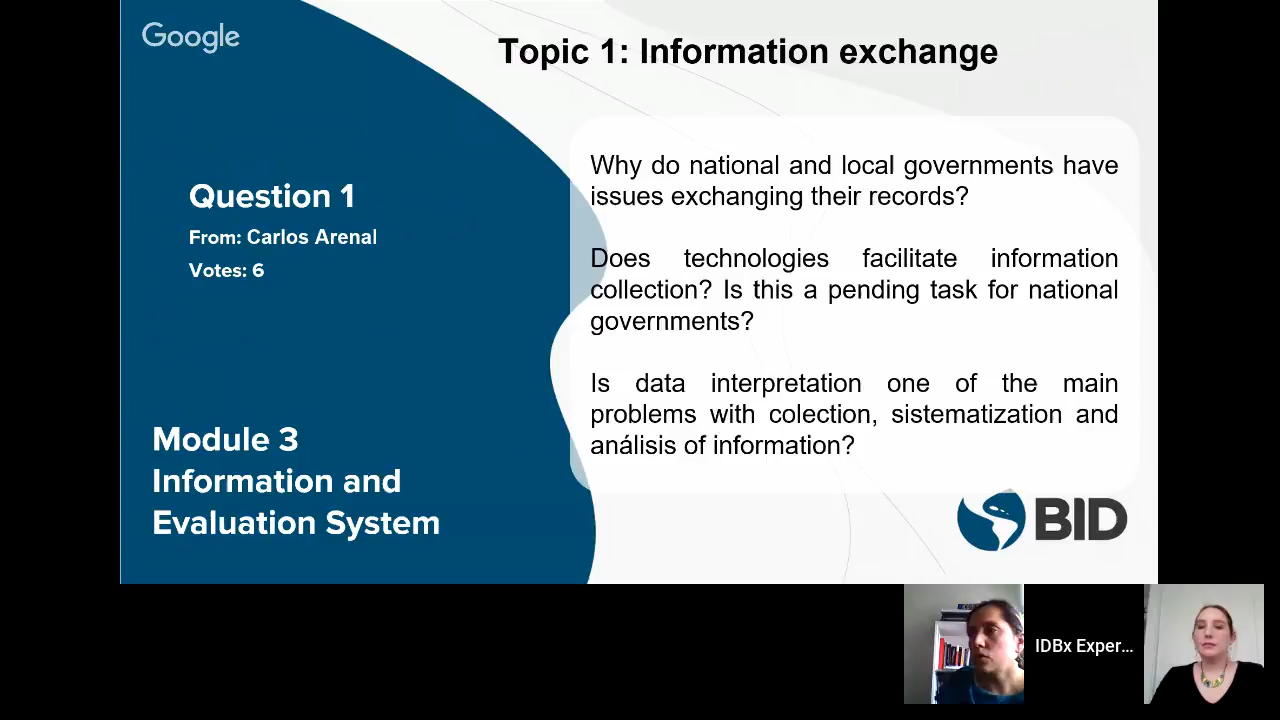 Google
Topic 1: Information exchange
Question 1
From: Carlos Arenal
Votes: 6
Module 3
Information and
Evaluation System
Why do national and local governments have
issues exchanging their records?
Does technologies facilitate information
collection? Is this a pending task for national
governments?
Is data interpretation one of the main
problems with colection, sistematization and
análisis of information?
BID
IDBx Exper...